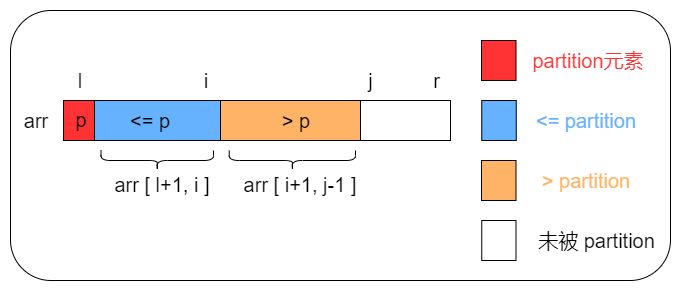 l i j r
arr p <= p > p
arr [ l+1, i ] arr [ i+1, j-1 ]
partition元素
<= partition
> partition
未被 partition